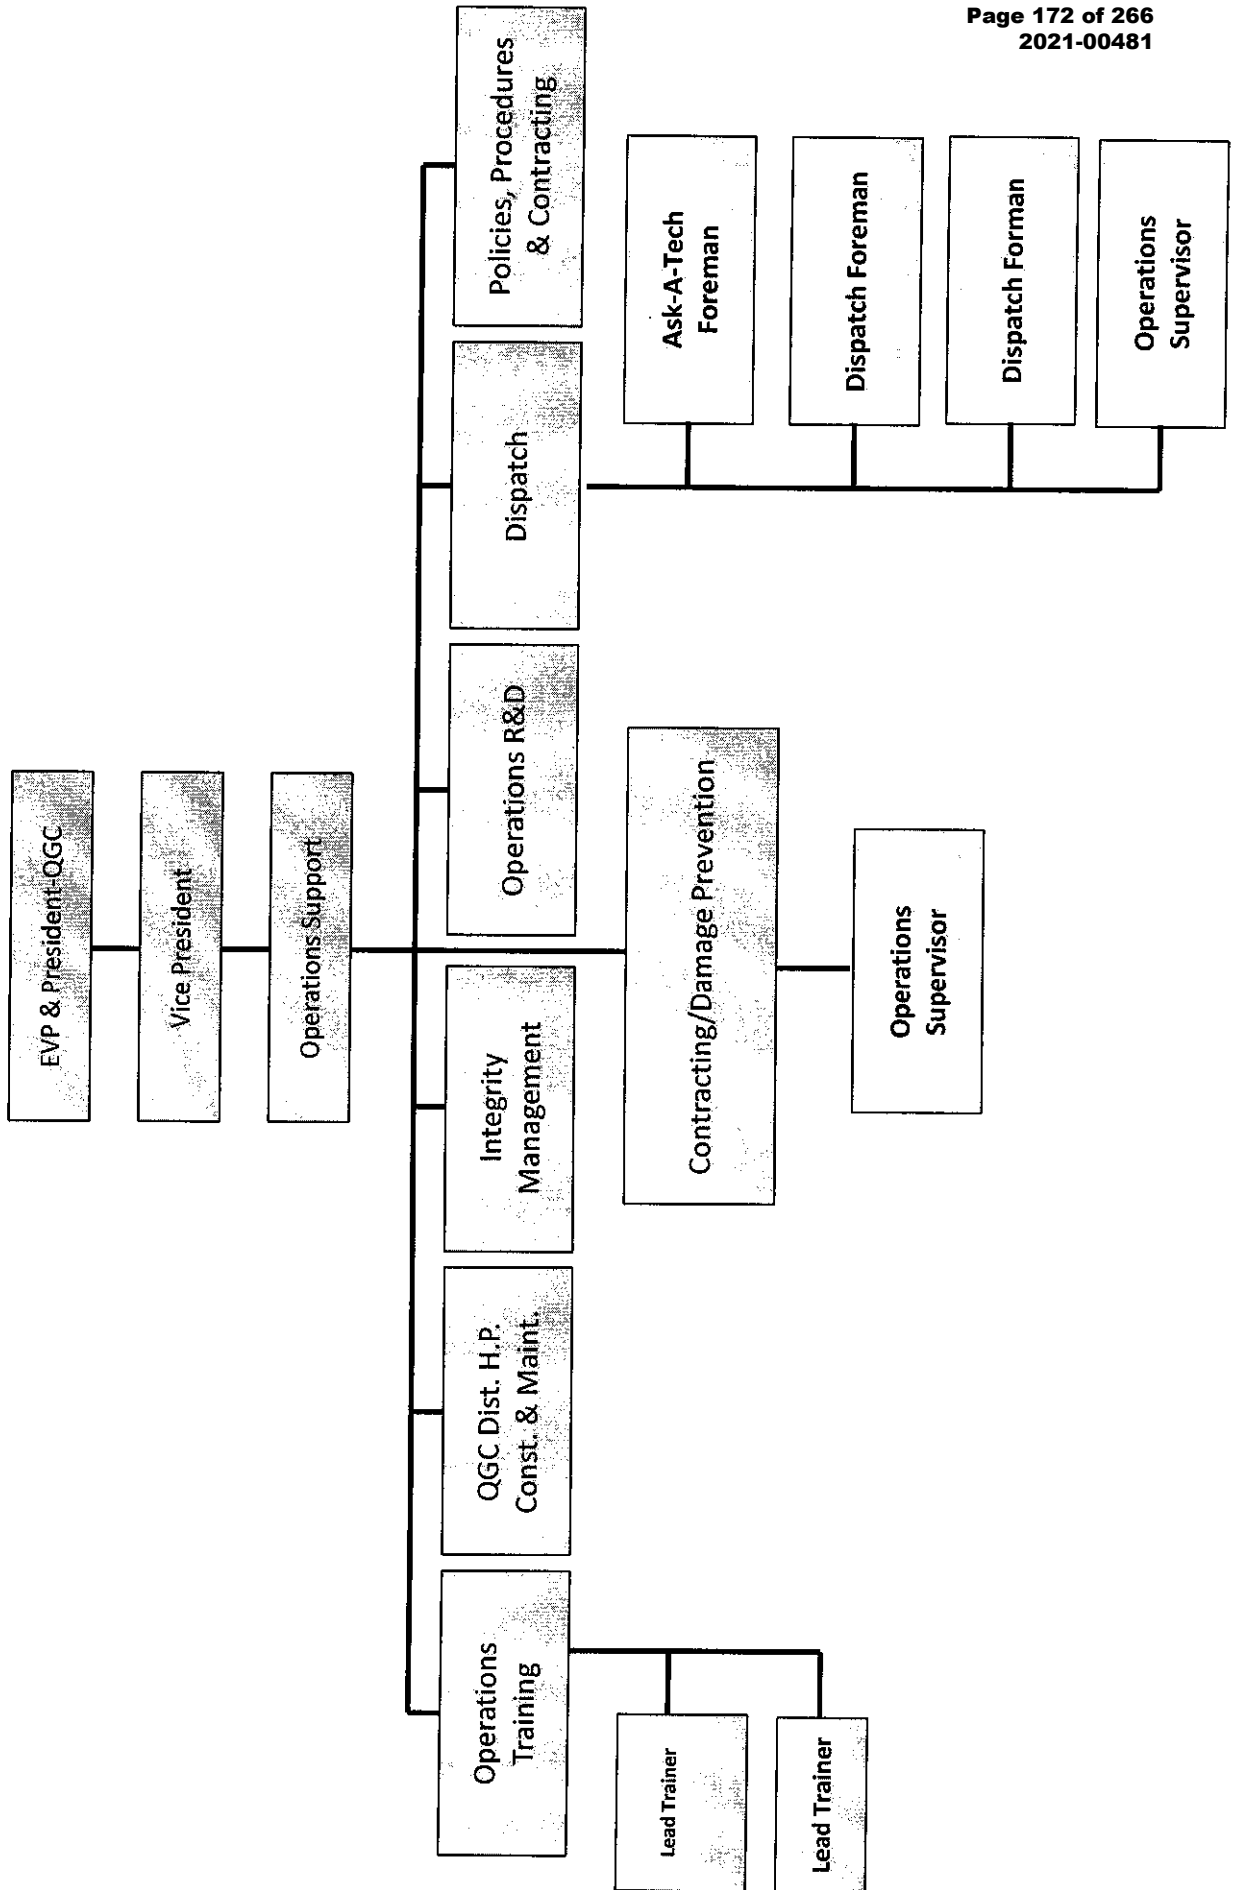 Page 172 of 266
2021-00481
EVP & President-QGC
Vice President
Operations Support
Operations
Training
QGC Dist. H.P.
Const. & Maint.
Integrity
Management
Operations R&D
Dispatch
Policies, Procedures
& Contracting
Lead Trainer
Lead Trainer
Contracting/Damage Prevention
Operations
Supervisor
Ask-A-Tech
Foreman
Dispatch Foreman
Dispatch Forman
Operations
Supervisor